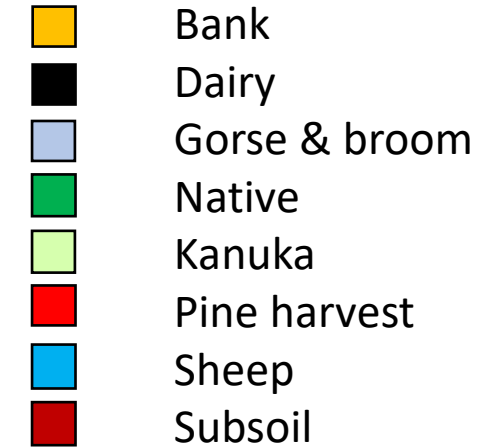 Bank
Dairy
Gorse & broom
Native
Kanuka
Pine harvest
Sheep
Subsoil